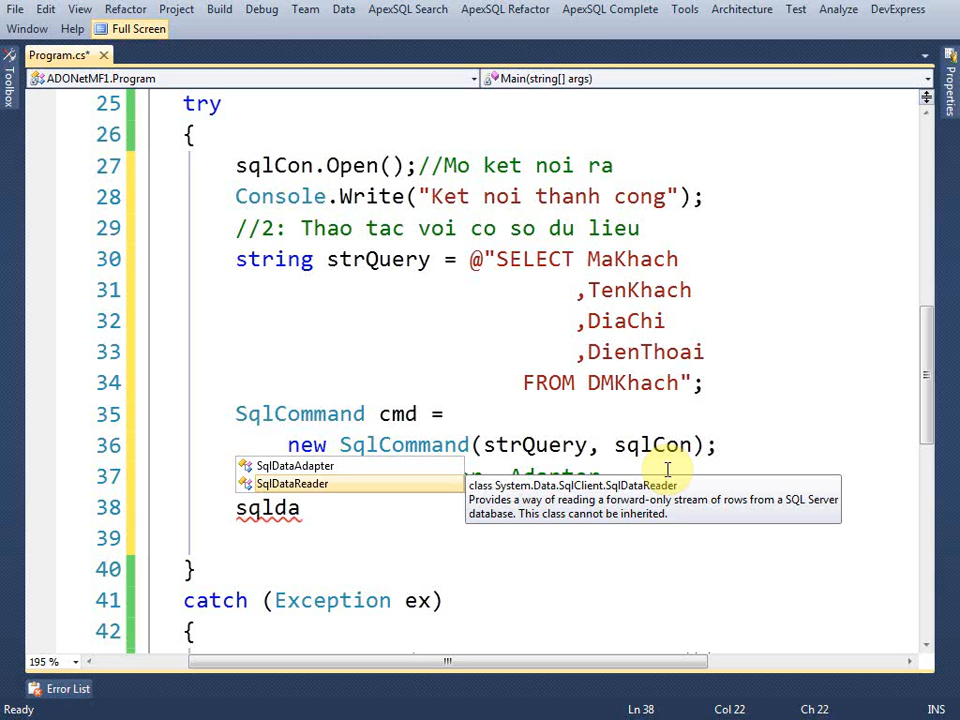 File Edit View Refactor Project Build Debug Team Data ApexSQL Search ApexSQL Refactor ApexSQL Complete Tools Architecture Test Analyze DevExpress
Window Help Full Screen
Program.cs*
Toolbox
Properties
ADONetMF1.Program
Main(string[] args)
25 try
26 {
27 sqlCon.Open();//Mo ket noi ra
28 Console.Write("Ket noi thanh cong");
29 //2: Thao tac voi co so du lieu
30 string strQuery = @"SELECT MaKhach
31 ,TenKhach
32 ,DiaChi
33 ,DienThoai
34 FROM DMKhach";
35 SqlCommand cmd =
36 new SqlCommand(strQuery, sqlCon);
SqlDataAdapter
37
SqlDataReader
class System.Data.SqlClient.SqlDataReader
Provides a way of reading a forward-only stream of rows from a SQL Server
database. This class cannot be inherited.
38 sqlda
39
40 }
41 catch (Exception ex)
42 {
195 %
Error List
Ready
Ln 38
Col 22
Ch 22
INS